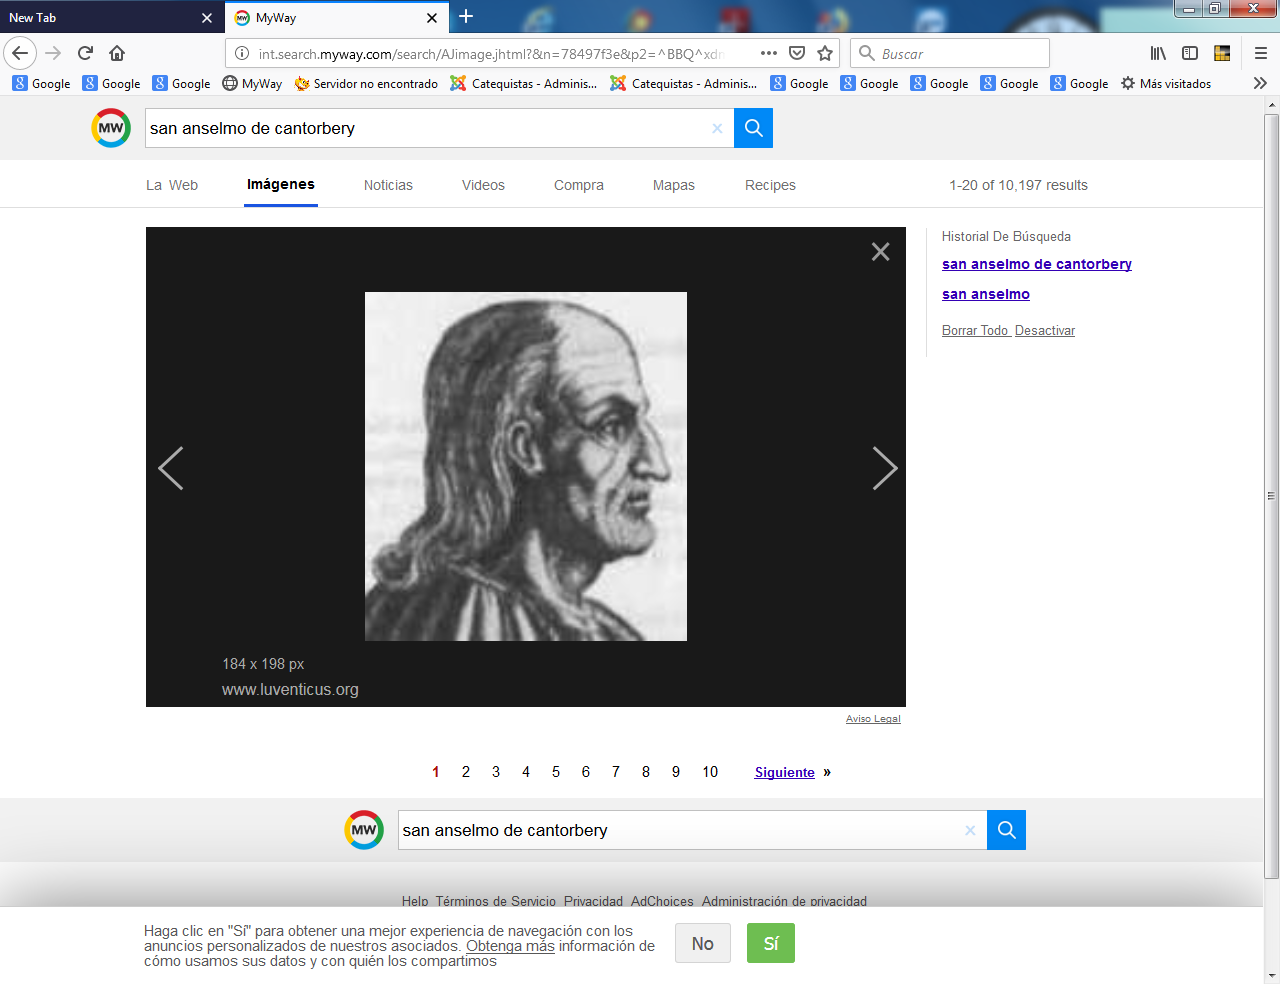 New Tab
MyWay
int.search.myway.com/search/AJimage.jhtml?&n=78497f3e&p2=^BBQ^xdn
Buscar
Google
Google
Google
MyWay
Servidor no encontrado
Catequistas - Adminis...
Catequistas - Adminis...
Google
Google
Google
Google
Google
Más visitados
MW
san anselmo de cantorbery
La Web
Imágenes
Noticias
Videos
Compra
Mapas
Recipes
1-20 of 10,197 results
Historial De Búsqueda
san anselmo de cantorbery
san anselmo
Borrar Todo Desactivar
184 x 198 px
www.luventicus.org
Aviso Legal
1 2 3 4 5 6 7 8 9 10 Siguiente »
MW
san anselmo de cantorbery
Help Términos de Servicio Privacidad AdChoices Administración de privacidad
Haga clic en "Sí" para obtener una mejor experiencia de navegación con los
anuncios personalizados de nuestros asociados. Obtenga más información de
cómo usamos sus datos y con quién los compartimos
No
Sí